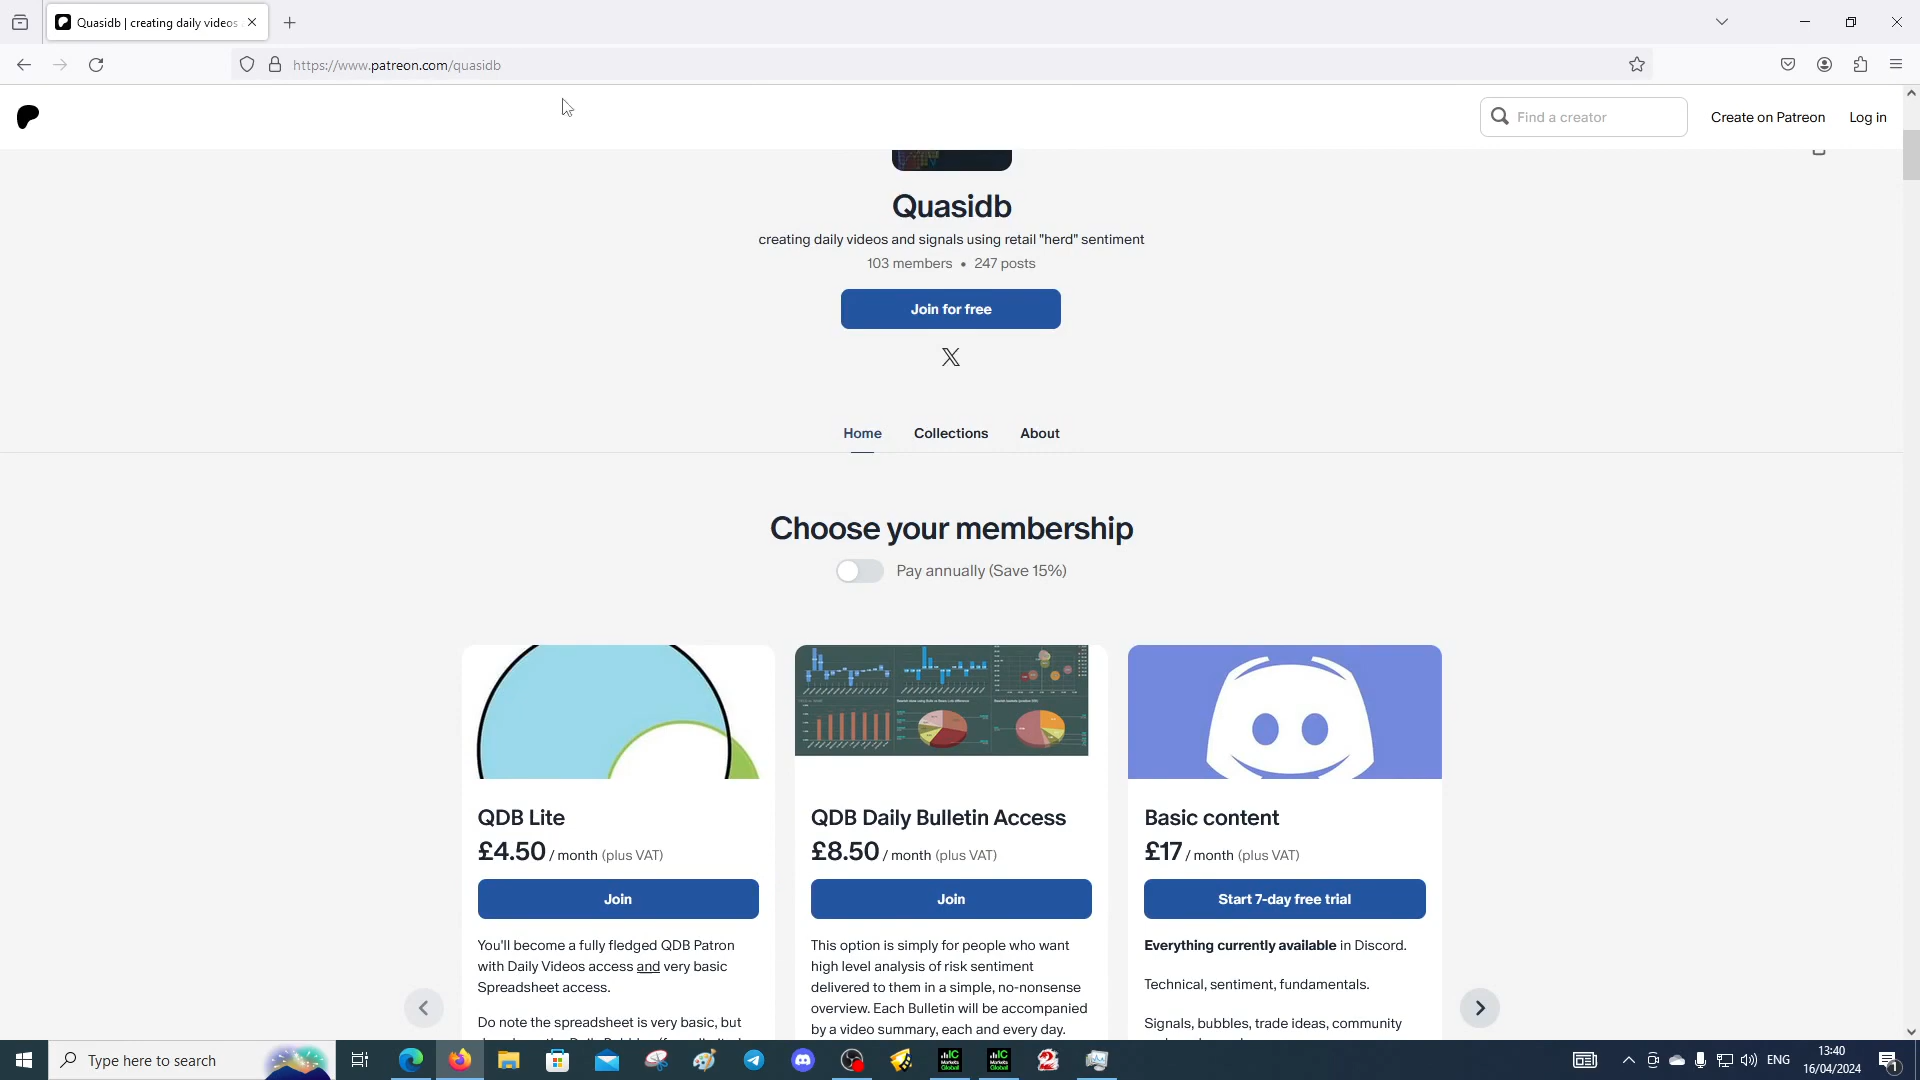 Quasidb | creating daily videos
https://www.patreon.com/quasidb
Find a creator
Create on Patreon
Log in
Quasidb
creating daily videos and signals using retail "herd" sentiment
103 members • 247 posts
Join for free
Home
Collections
About
Choose your membership
Pay annually (Save 15%)
QDB Lite
£4.50 / month (plus VAT)
Join
You'll become a fully fledged QDB Patron
with Daily Videos access and very basic
Spreadsheet access.
Do note the spreadsheet is very basic, but
QDB Daily Bulletin Access
£8.50 / month (plus VAT)
Join
This option is simply for people who want
high level analysis of risk sentiment
delivered to them in a simple, no-nonsense
overview. Each Bulletin will be accompanied
by a video summary, each and every day.
Basic content
£17 / month (plus VAT)
Start 7-day free trial
Everything currently available in Discord.
Technical, sentiment, fundamentals.
Signals, bubbles, trade ideas, community
Type here to search
ENG
13:40
16/04/2024
1